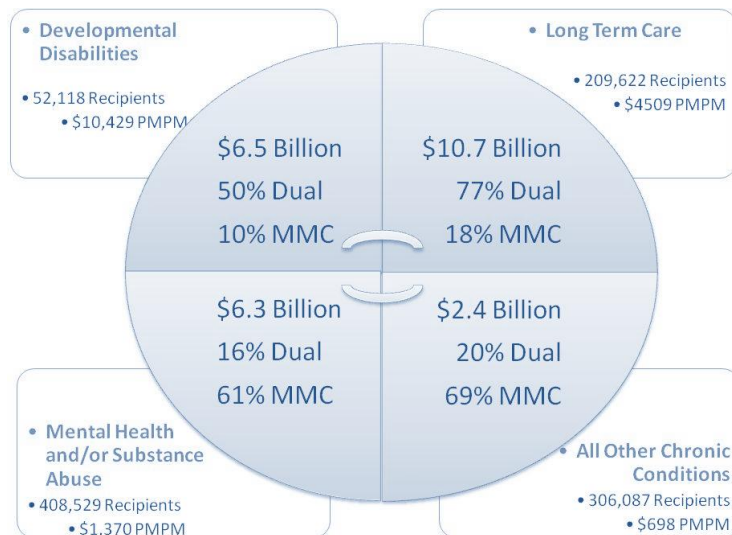 • Developmental
Disabilities
• 52,118 Recipients
• $10,429 PMPM
• Long Term Care
• 209,622 Recipients
• $4509 PMPM
$6.5 Billion
50% Dual
10% MMC
$10.7 Billion
77% Dual
18% MMC
$6.3 Billion
16% Dual
61% MMC
$2.4 Billion
20% Dual
69% MMC
• Mental Health
and/or Substance
Abuse
• 408,529 Recipients
• $1,370 PMPM
• All Other Chronic
Conditions
• 306,087 Recipients
• $698 PMPM